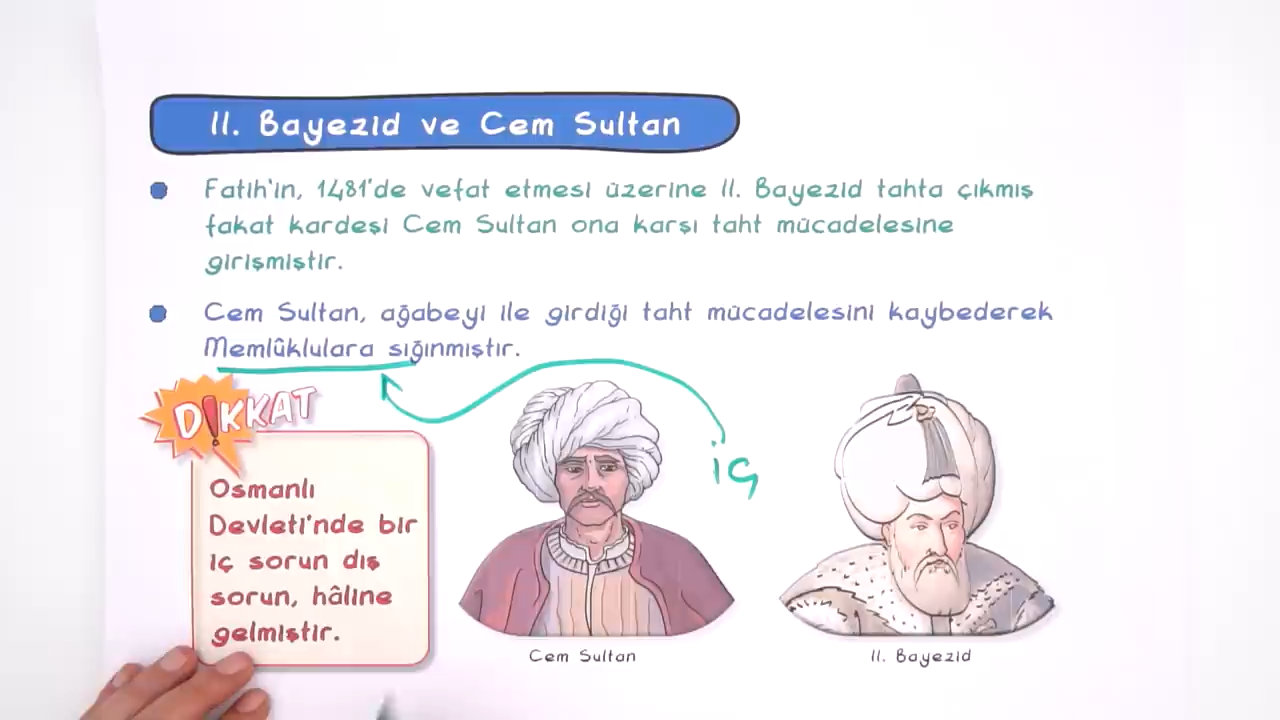 II. Bayezid ve Cem Sultan
Fatih'in, 1481'de vefat etmesi üzerine II. Bayezid tahta çıkmış
fakat kardeşi Cem Sultan ona karşı taht mücadelesine
girişmiştir.
Cem Sultan, ağabeyi ile girdiği taht mücadelesini kaybederek
Memlûklulara sığınmıştır.
DİKKAT
Osmanlı
Devleti'nde bir
iç sorun dış
sorun, hâline
gelmiştir.
iç
Cem Sultan
II. Bayezid